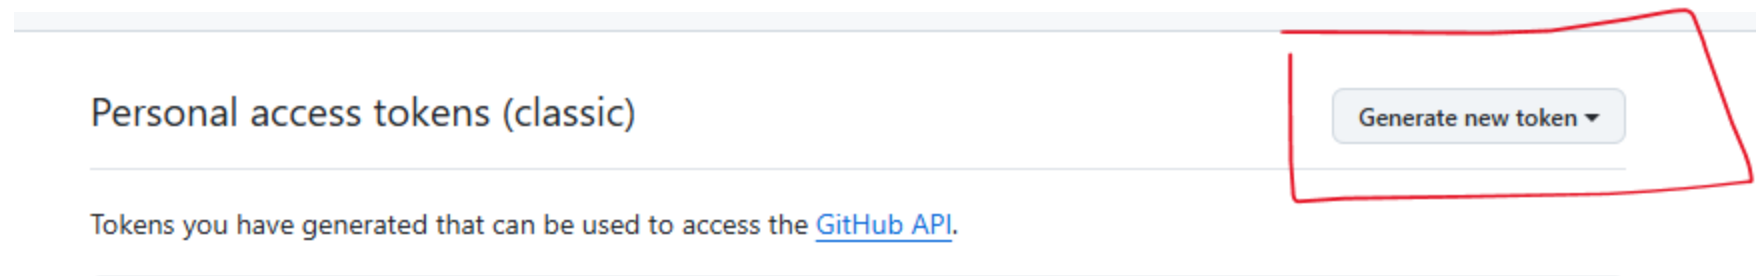 Personal access tokens (classic)
Generate new token
Tokens you have generated that can be used to access the GitHub API.